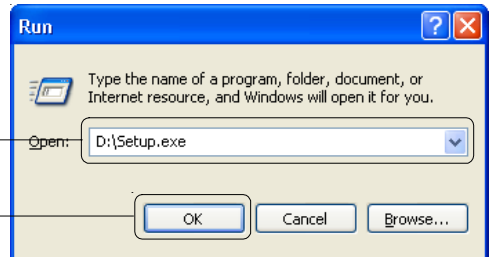 Run
Type the name of a program, folder, document, or
Internet resource, and Windows will open it for you.
Open: D:\Setup.exe
OK Cancel Browse...